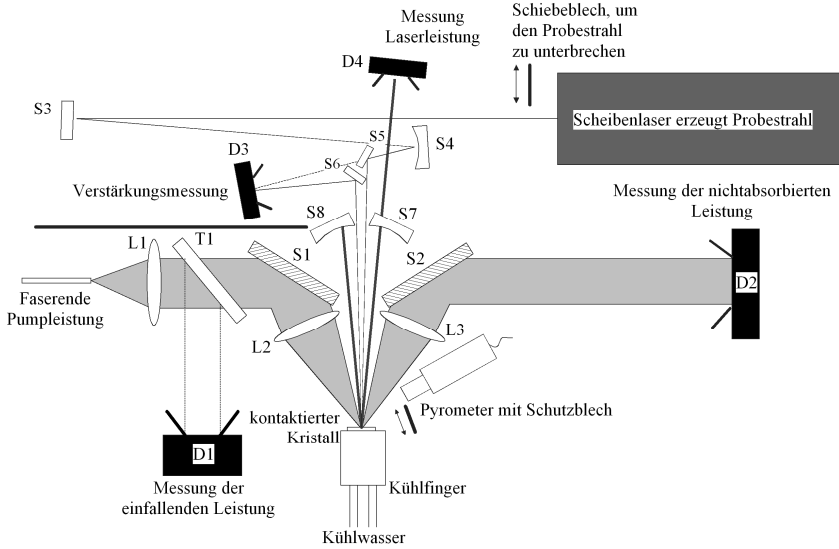 Messung
Laserleistung
D4
Schiebeblech, um
den Probestrahl
zu unterbrechen
S3
Scheibenlaser erzeugt Probestrahl
S5
S4
D3
S6
Verstärkungsmessung
Messung der nichtabsorbierten
Leistung
S8
S7
L1
T1
S1
S2
D2
Faserende
Pumpleistung
L2
L3
kontaktierter
Kristall
Pyrometer mit Schutzblech
D1
Messung der
einfallenden Leistung
Kühlfinger
Kühlwasser